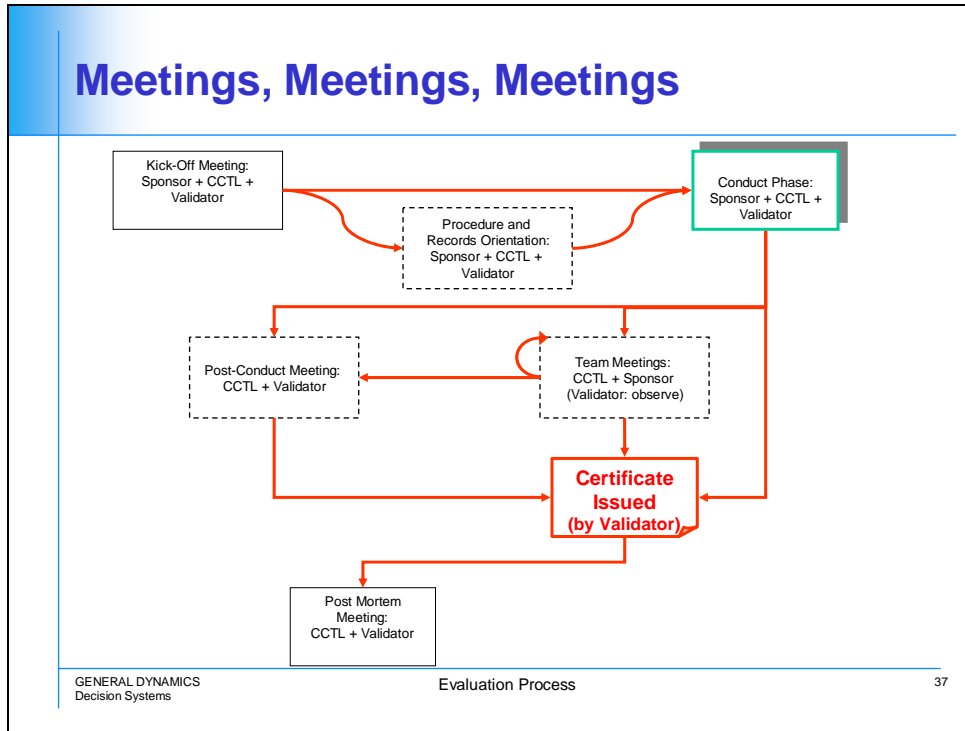 Meetings, Meetings, Meetings
Kick-Off Meeting:
Sponsor + CCTL +
Validator
Conduct Phase:
Sponsor + CCTL +
Validator
Procedure and
Records Orientation:
Sponsor + CCTL +
Validator
Post-Conduct Meeting:
CCTL + Validator
Team Meetings:
CCTL + Sponsor
(Validator: observe)
Certificate
Issued
(by Validator)
Post Mortem
Meeting:
CCTL + Validator
GENERAL DYNAMICS
Decision Systems
Evaluation Process
37